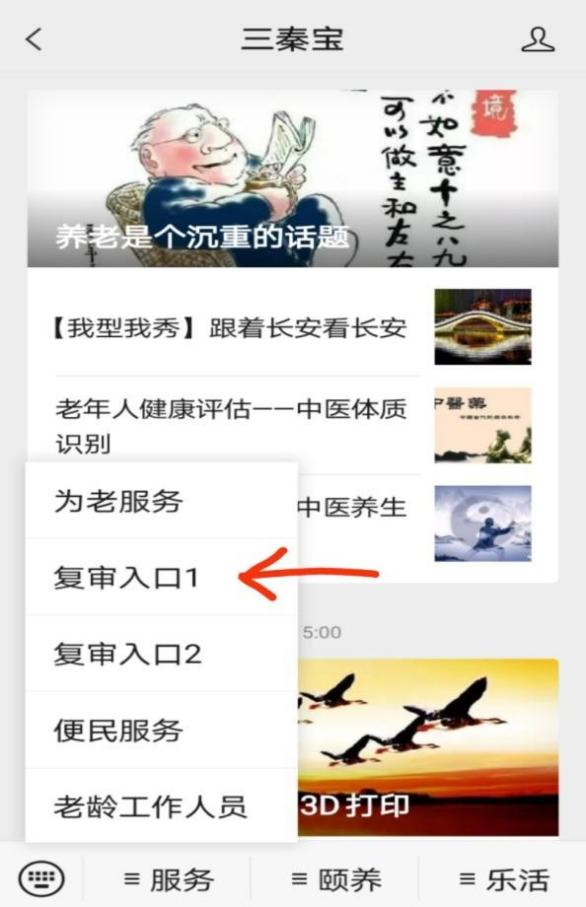 三秦宝
境
不如意十之八九
可以做主和左右
养老是个沉重的话题
【我型我秀】跟着长安看长安
老年人健康评估——中医体质
识别
中醫藥
中医养生
为老服务
复审入口1
复审入口2
便民服务
老龄工作人员
5:00
3D打印
≡ 服务
≡ 颐养
≡ 乐活